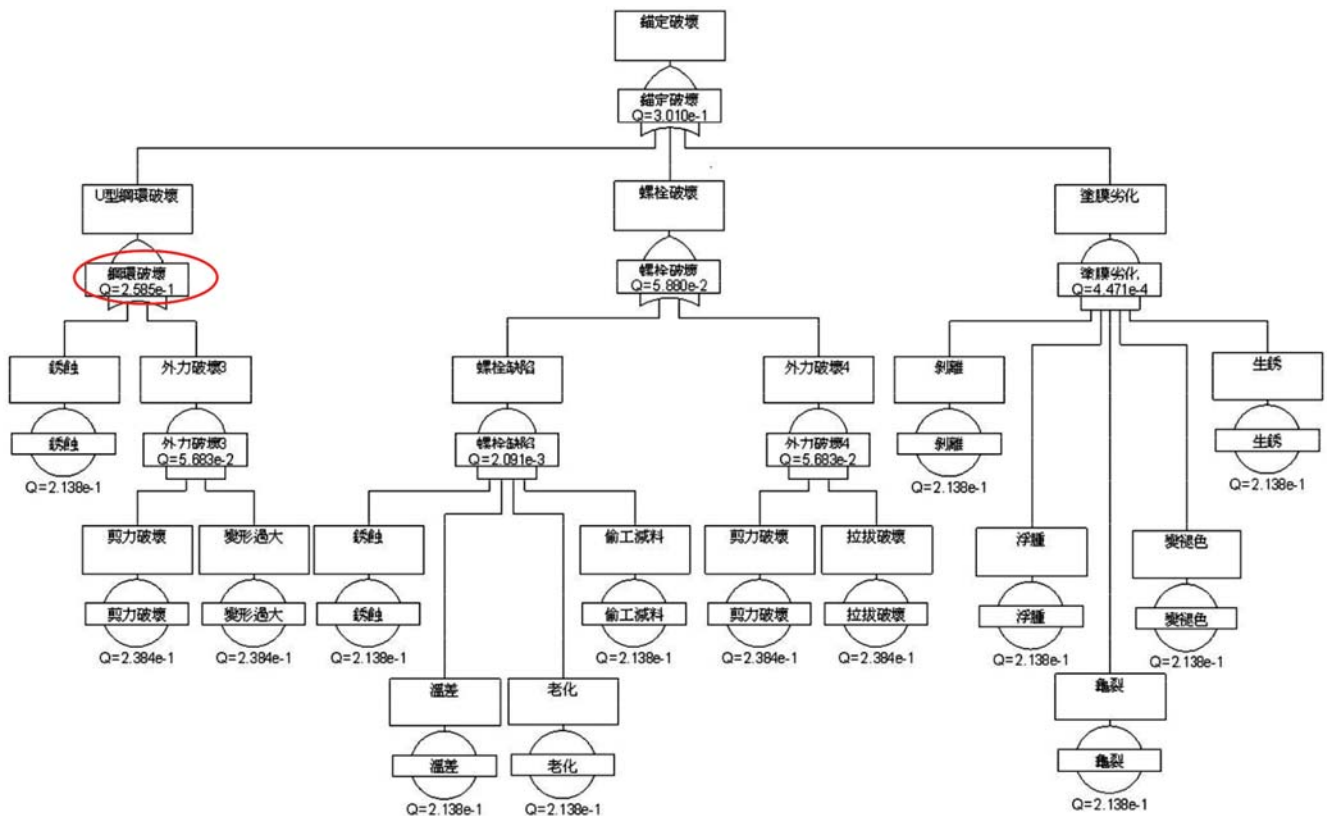 錨定破壞
錨定破壞
Q=3.010e-1
U型鋼環破壞
螺栓破壞
塗膜劣化
鋼環破壞
Q=2.585e-1
螺栓破壞
Q=5.880e-2
塗膜劣化
Q=4.471e-4
銹蝕
外力破壞3
螺栓缺陷
外力破壞4
剝離
生銹
銹蝕
Q=2.138e-1
外力破壞3
Q=5.683e-2
螺栓缺陷
Q=2.091e-3
外力破壞4
Q=5.683e-2
剝離
Q=2.138e-1
生銹
Q=2.138e-1
剪力破壞
變形過大
銹蝕
偷工減料
剪力破壞
拉拔破壞
浮腫
變褪色
剪力破壞
Q=2.384e-1
變形過大
Q=2.384e-1
銹蝕
Q=2.138e-1
偷工減料
Q=2.138e-1
剪力破壞
Q=2.384e-1
拉拔破壞
Q=2.384e-1
浮腫
Q=2.138e-1
變褪色
Q=2.138e-1
溫差
老化
龜裂
溫差
Q=2.138e-1
老化
Q=2.138e-1
龜裂
Q=2.138e-1